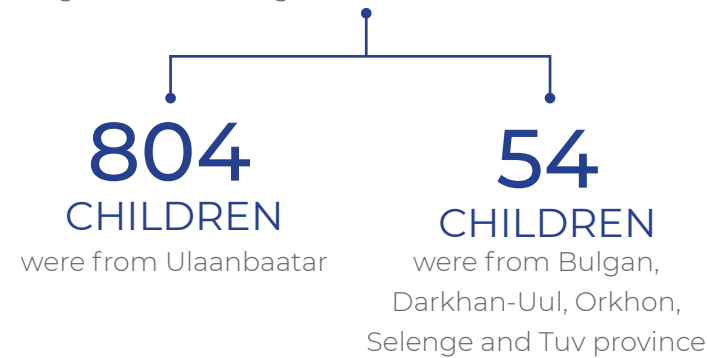 804
CHILDREN
were from Ulaanbaatar
54
CHILDREN
were from Bulgan,
Darkhan-Uul, Orkhon,
Selenge and Tuv province